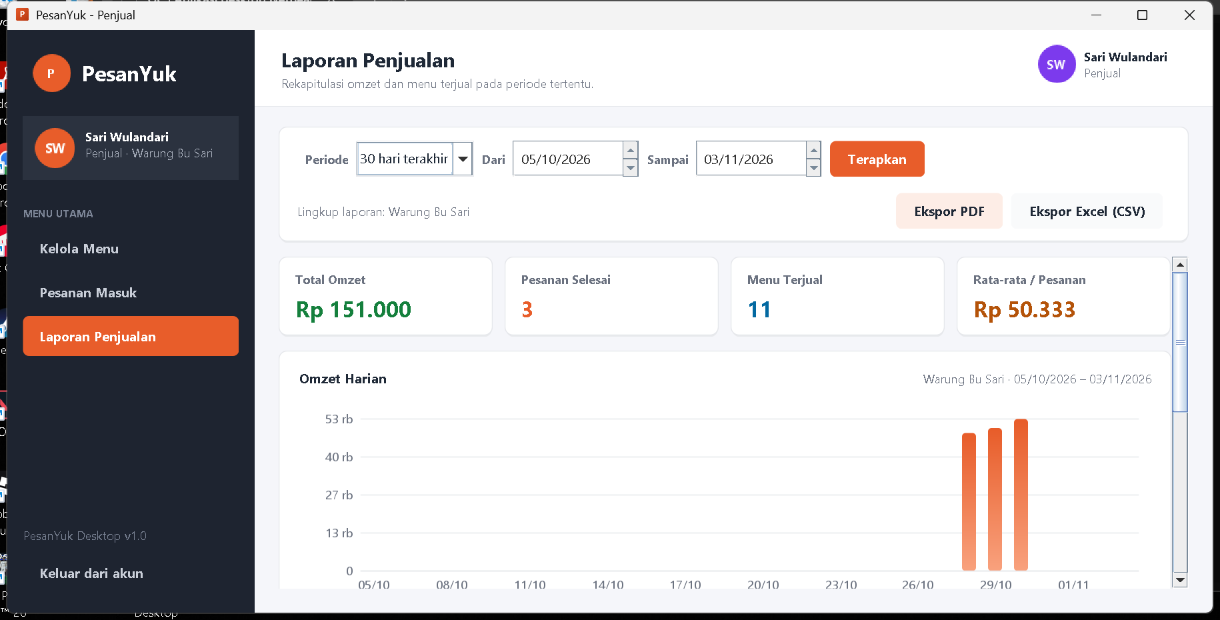 PesanYuk - Penjual
P
PesanYuk
SW
Sari Wulandari
Penjual · Warung Bu Sari
MENU UTAMA
Kelola Menu
Pesanan Masuk
Laporan Penjualan
PesanYuk Desktop v1.0
Keluar dari akun
Laporan Penjualan
Rekapitulasi omzet dan menu terjual pada periode tertentu.
SW
Sari Wulandari
Penjual
Periode 30 hari terakhir Dari 05/10/2026 Sampai 03/11/2026 Terapkan
Lingkup laporan: Warung Bu Sari
Ekspor PDF Ekspor Excel (CSV)
Total Omzet
Rp 151.000
Pesanan Selesai
3
Menu Terjual
11
Rata-rata / Pesanan
Rp 50.333
Omzet Harian
Warung Bu Sari · 05/10/2026 – 03/11/2026
53 rb
40 rb
27 rb
13 rb
0
05/10 08/10 11/10 14/10 17/10 20/10 23/10 26/10 29/10 01/11
Desktop